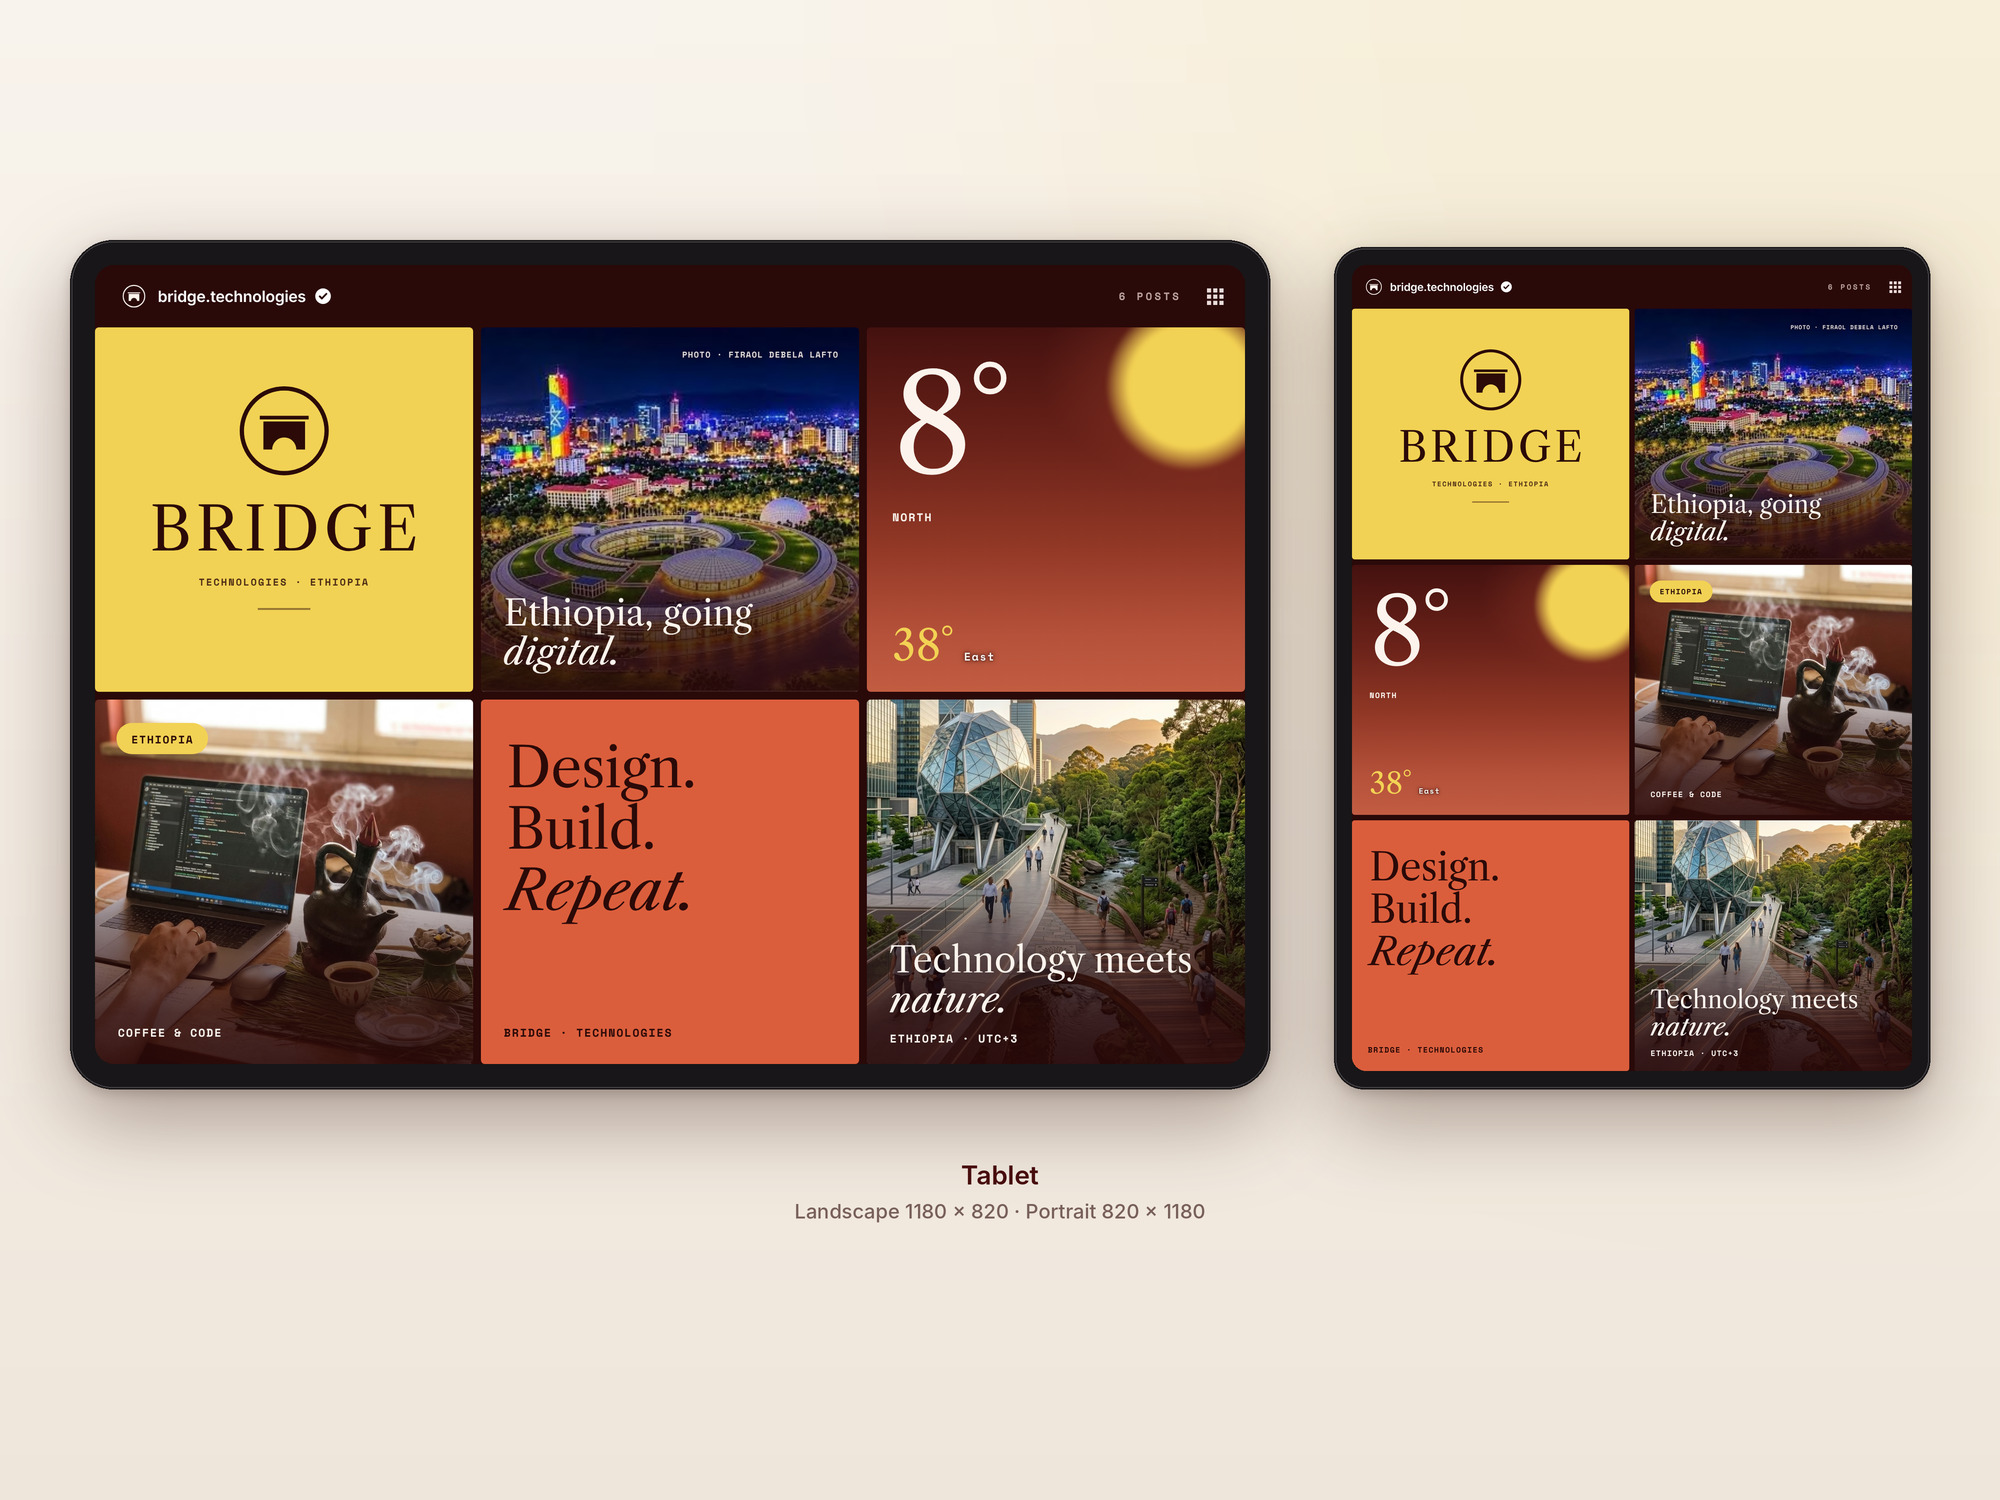 bridge.technologies
6 POSTS
BRIDGE
TECHNOLOGIES · ETHIOPIA
PHOTO · FIRAOL DEBELA LAFTO
Ethiopia, going
digital.
8°
NORTH
38° East
ETHIOPIA
COFFEE & CODE
Design.
Build.
Repeat.
BRIDGE · TECHNOLOGIES
Technology meets
nature.
ETHIOPIA · UTC+3
bridge.technologies
6 POSTS
BRIDGE
TECHNOLOGIES · ETHIOPIA
PHOTO · FIRAOL DEBELA LAFTO
Ethiopia, going
digital.
8°
NORTH
38° East
ETHIOPIA
COFFEE & CODE
Design.
Build.
Repeat.
BRIDGE · TECHNOLOGIES
Technology meets
nature.
ETHIOPIA · UTC+3
Tablet
Landscape 1180 × 820 · Portrait 820 × 1180